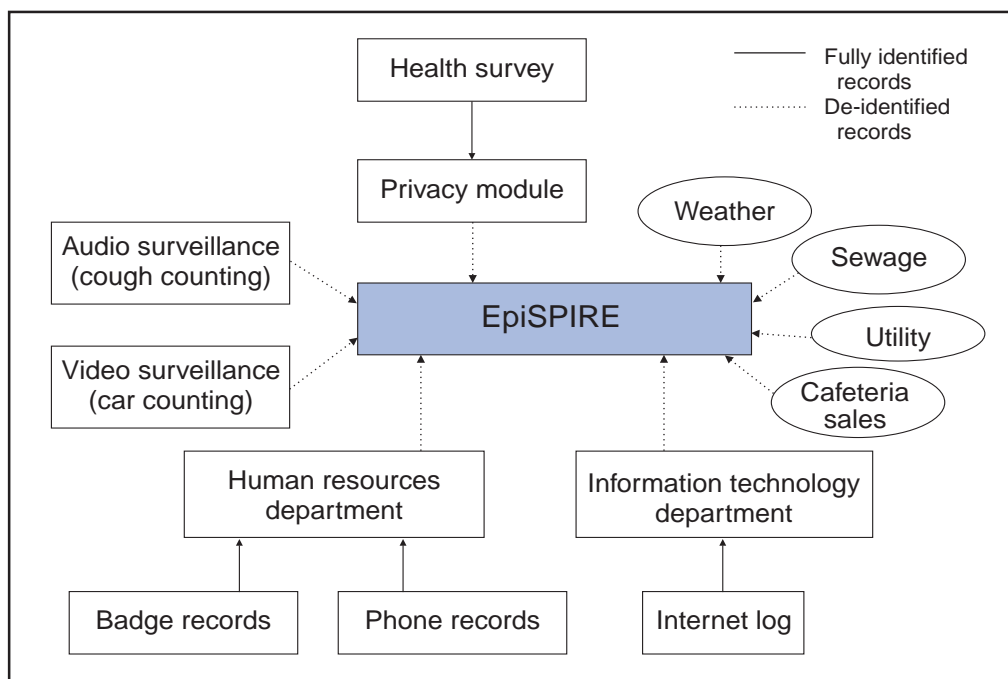 Health survey
Fully identified
records
De-identified
records
Privacy module
Weather
Audio surveillance
(cough counting)
Sewage
EpiSPIRE
Utility
Video surveillance
(car counting)
Cafeteria
sales
Human resources
department
Information technology
department
Badge records
Phone records
Internet log